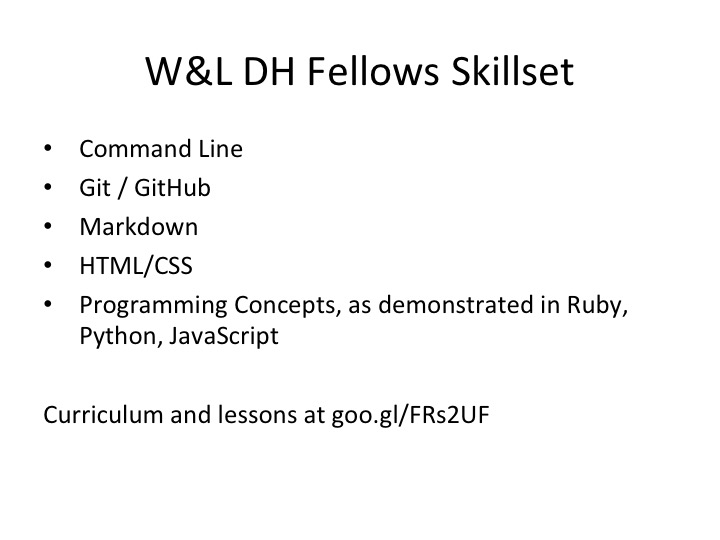 W&L DH Fellows Skillset
• Command Line
• Git / GitHub
• Markdown
• HTML/CSS
• Programming Concepts, as demonstrated in Ruby,
Python, JavaScript
Curriculum and lessons at goo.gl/FRs2UF